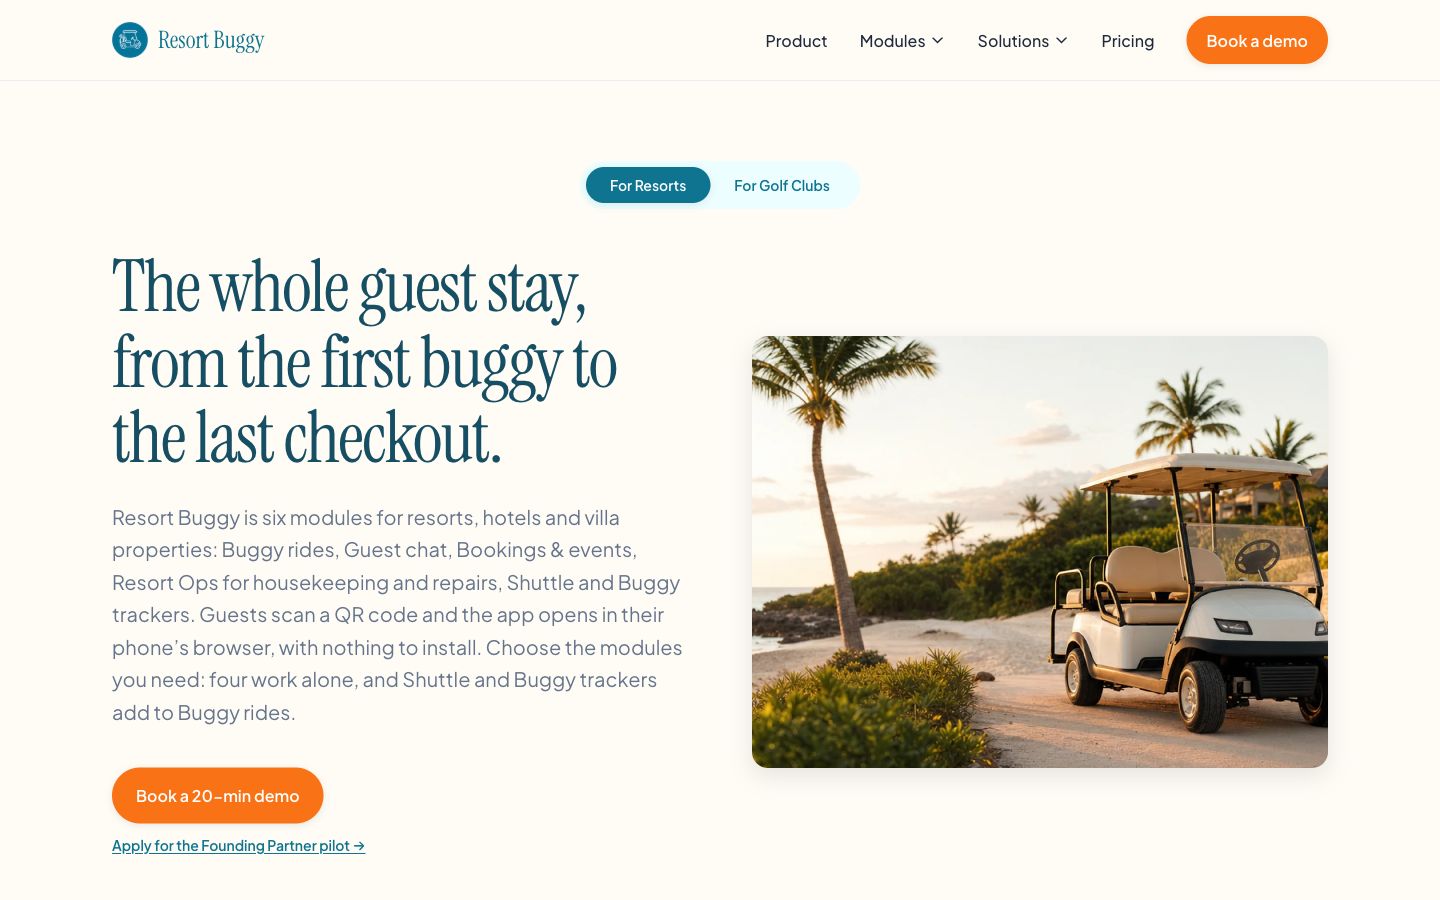 Resort Buggy
Product
Modules
Solutions
Pricing
Book a demo
For Resorts
For Golf Clubs
The whole guest stay,
from the first buggy to
the last checkout.
Resort Buggy is six modules for resorts, hotels and villa
properties: Buggy rides, Guest chat, Bookings & events,
Resort Ops for housekeeping and repairs, Shuttle and Buggy
trackers. Guests scan a QR code and the app opens in their
phone’s browser, with nothing to install. Choose the modules
you need: four work alone, and Shuttle and Buggy trackers
add to Buggy rides.
Book a 20–min demo
Apply for the Founding Partner pilot →